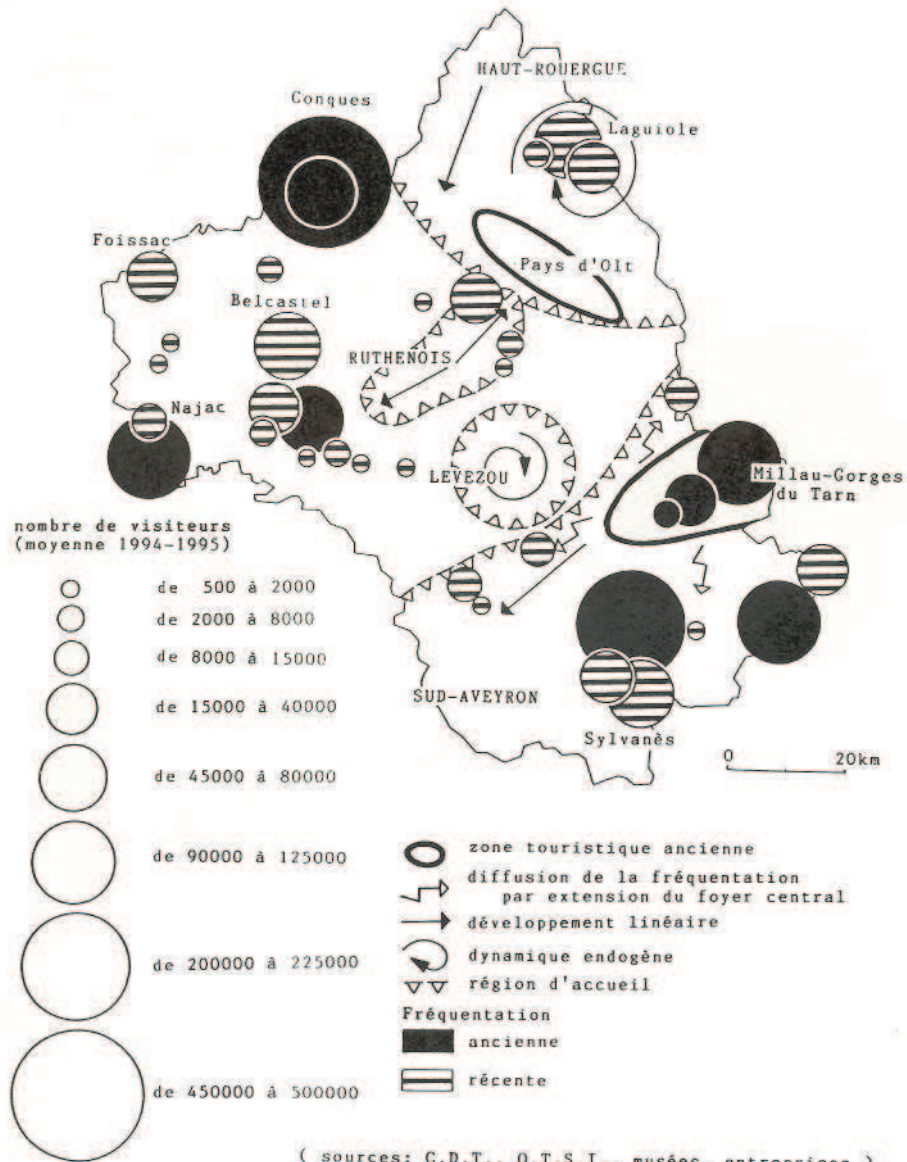 HAUT-ROUERGUE
Conques
Laguiole
Foissac
Pays d'Olt
Belcastel
RUTHENOIS
Najac
LEVEZOU
Millau-Gorges
du Tarn
nombre de visiteurs
(moyenne 1994-1995)
de 500 à 2000
de 2000 à 8000
de 8000 à 15000
de 15000 à 40000
SUD-AVEYRON
Sylvanès
0 20km
de 45000 à 80000
de 90000 à 125000
de 200000 à 225000
de 450000 à 500000
zone touristique ancienne
diffusion de la fréquentation
par extension du foyer central
développement linéaire
dynamique endogène
région d'accueil
Fréquentation
ancienne
récente
( sources: C.D.T., O.T.S.I., musées, entreprises )